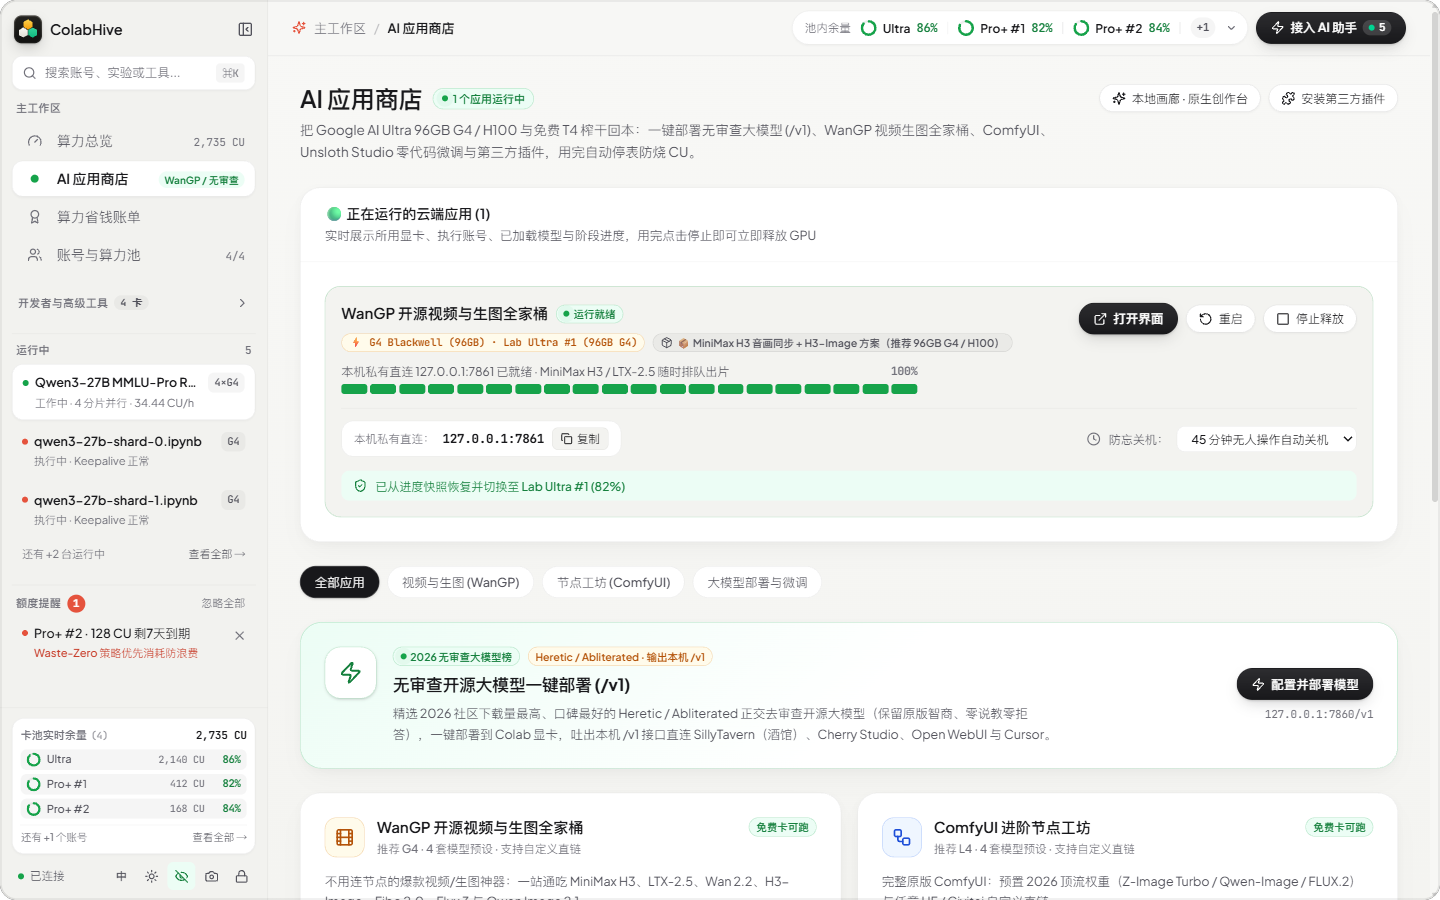 ColabHive
搜索账号、实验或工具... ⌘K
主工作区
算力总览 2,735 CU
AI 应用商店 WanGP / 无审查
算力省钱账单
账号与算力池 4/4
开发者与高级工具 4 卡
运行中 5
Qwen3-27B MMLU-Pro R... 4×G4
工作中 · 4 分片并行 · 34.44 CU/h
qwen3-27b-shard-0.ipynb G4
执行中 · Keepalive 正常
qwen3-27b-shard-1.ipynb G4
执行中 · Keepalive 正常
还有 +2 台运行中 查看全部 →
额度提醒 1 忽略全部
Pro+ #2 · 128 CU 剩7天到期
Waste-Zero 策略优先消耗防浪费
卡池实时余量 (4) 2,735 CU
Ultra 2,140 CU 86%
Pro+ #1 412 CU 82%
Pro+ #2 168 CU 84%
还有 +1 个账号 查看全部 →
已连接 中
主工作区 / AI 应用商店
池内余量 Ultra 86% Pro+ #1 82% Pro+ #2 84% +1
接入 AI 助手 5
AI 应用商店 1 个应用运行中
本地画廊 · 原生创作台 安装第三方插件
把 Google AI Ultra 96GB G4 / H100 与免费 T4 榨干回本：一键部署无审查大模型 (/v1)、WanGP 视频生图全家桶、ComfyUI、
Unsloth Studio 零代码微调与第三方插件，用完自动停表防烧 CU。
正在运行的云端应用 (1)
实时展示所用显卡、执行账号、已加载模型与阶段进度，用完点击停止即可立即释放 GPU
WanGP 开源视频与生图全家桶 运行就绪
打开界面 重启 停止释放
G4 Blackwell (96GB) · Lab Ultra #1 (96GB G4) MiniMax H3 音画同步 + H3-Image 方案（推荐 96GB G4 / H100）
本机私有直连 127.0.0.1:7861 已就绪 · MiniMax H3 / LTX-2.5 随时排队出片 100%
本机私有直连： 127.0.0.1:7861 复制
防忘关机： 45 分钟无人操作自动关机
已从进度快照恢复并切换至 Lab Ultra #1 (82%)
全部应用 视频与生图 (WanGP) 节点工坊 (ComfyUI) 大模型部署与微调
2026 无审查大模型榜 Heretic / Abliterated · 输出本机 /v1
无审查开源大模型一键部署 (/v1)
精选 2026 社区下载量最高、口碑最好的 Heretic / Abliterated 正交去审查开源大模型（保留原版智商、零说教零拒
答），一键部署到 Colab 显卡，吐出本机 /v1 接口直连 SillyTavern（酒馆）、Cherry Studio、Open WebUI 与 Cursor。
配置并部署模型
127.0.0.1:7860/v1
WanGP 开源视频与生图全家桶 免费卡可跑
推荐 G4 · 4 套模型预设 · 支持自定义直链
不用连节点的爆款视频/生图神器：一站通吃 MiniMax H3、LTX-2.5、Wan 2.2、H3-
ComfyUI 进阶节点工坊 免费卡可跑
推荐 L4 · 4 套模型预设 · 支持自定义直链
完整原版 ComfyUI：预置 2026 顶流权重（Z-Image Turbo / Qwen-Image / FLUX.2）